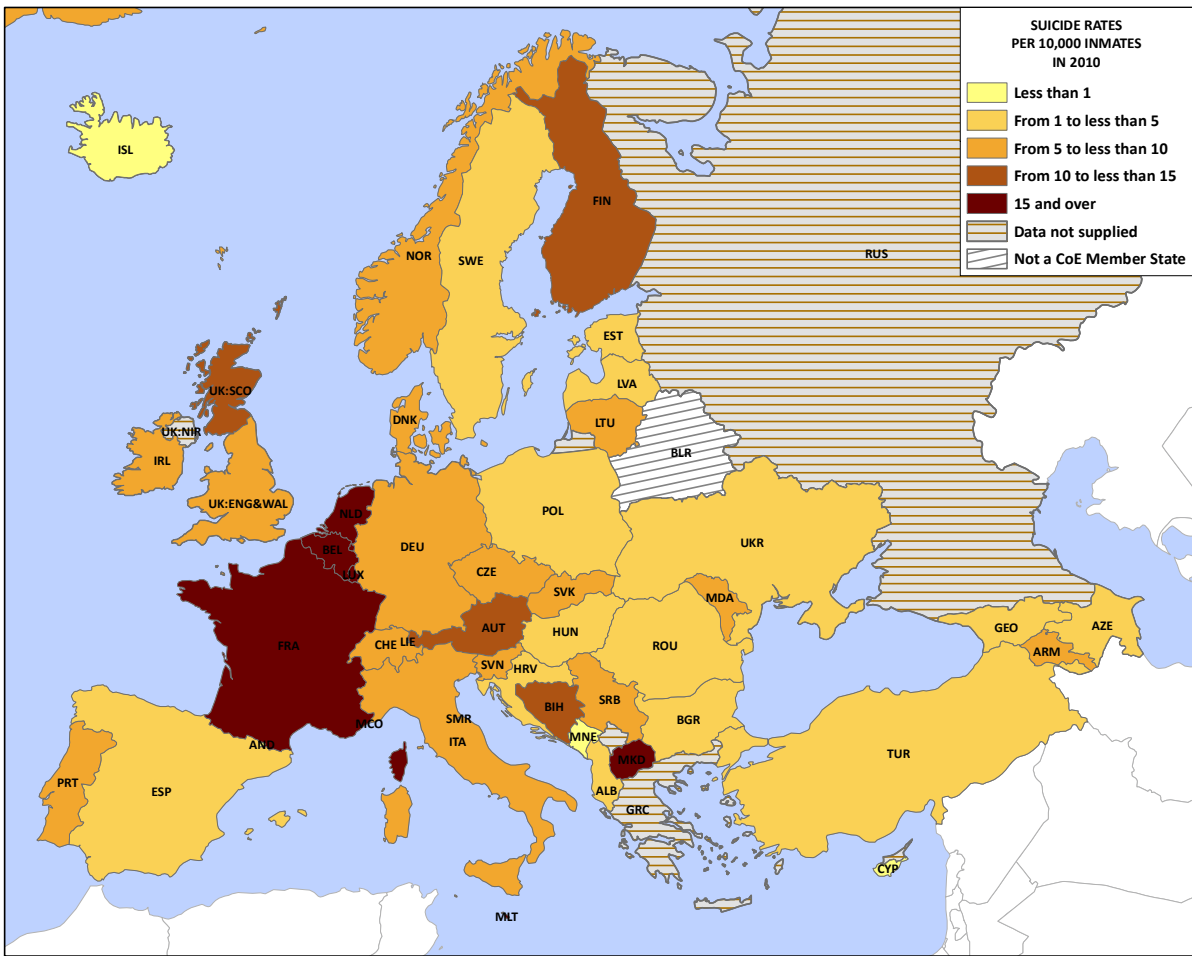 SUICIDE RATES
PER 10,000 INMATES
IN 2010
Less than 1
From 1 to less than 5
From 5 to less than 10
From 10 to less than 15
15 and over
Data not supplied
Not a CoE Member State
ISL
FIN
RUS
NOR
SWE
EST
LVA
UK:SCO
LTU
DNK
UK:NIR
BLR
IRL
UK:ENG&WAL
NLD
POL
UKR
DEU
BEL
LUX
CZE
SVK
MDA
AUT
GEO
AZE
HUN
FRA
CHE
LIE
ROU
ARM
SVN
HRV
SRB
BIH
MCO
SMR
BGR
MNE
ITA
AND
TUR
MKD
PRT
ESP
ALB
GRC
CYP
MLT